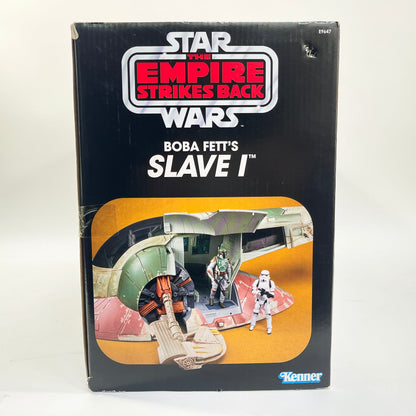 E9647
STAR
THE
EMPIRE
STRIKES BACK
WARS
BOBA FETT'S
SLAVE I™
Kenner